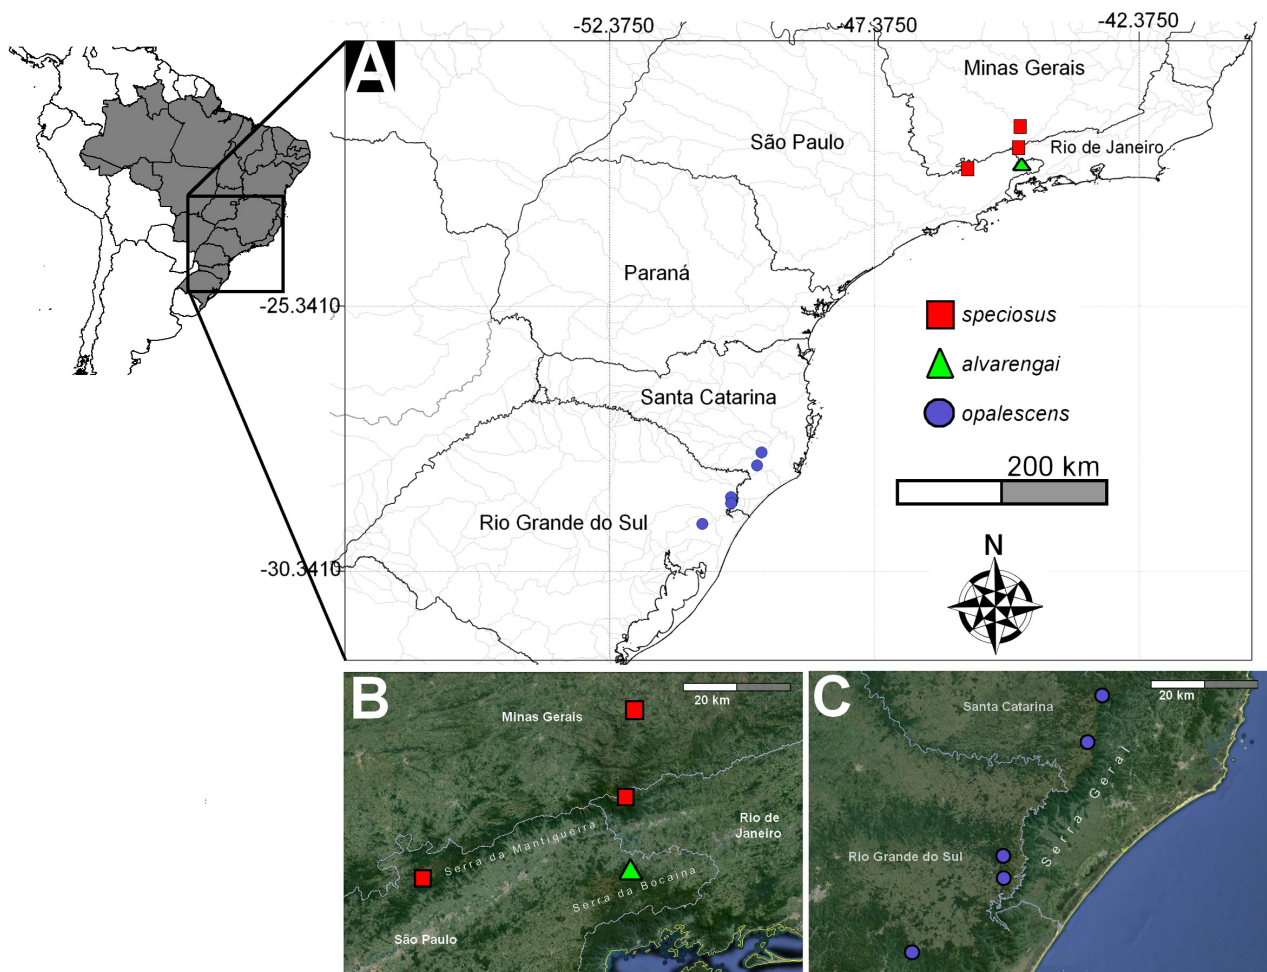 -52.3750
-47.3750
-42.3750
A
Minas Gerais
São Paulo
Rio de Janeiro
Paraná
-25.3410
speciosus
alvarengai
Santa Catarina
opalescens
200 km
Rio Grande do Sul
N
-30.3410
B
20 km
Minas Gerais
Rio de
Janeiro
Serra da Mantiqueira
Serra da Bocaina
São Paulo
C
20 km
Santa Catarina
Serra Geral
Rio Grande do Sul